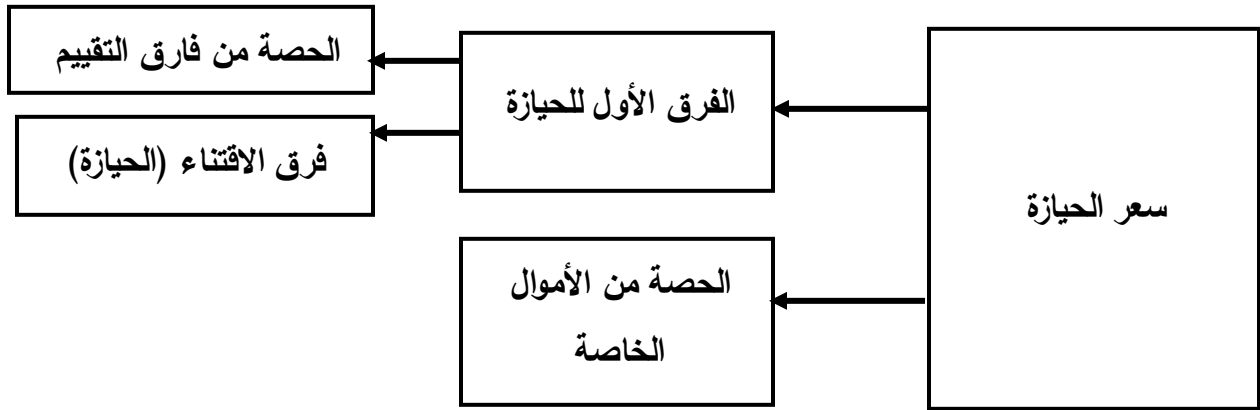 سعر الحيازة
الفرق الأول للحيازة
الحصة من فارق التقييم
فرق الاقتناء (الحيازة)
الحصة من الأموال
الخاصة